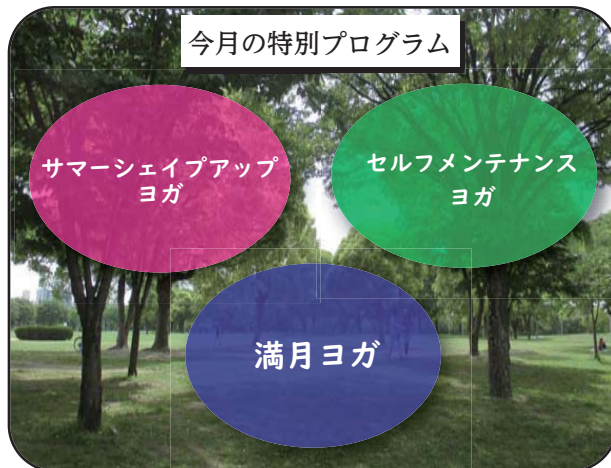 今月の特別プログラム
サマーシェイプアップ
ヨガ
セルフメンテナンス
ヨガ
満月ヨガ